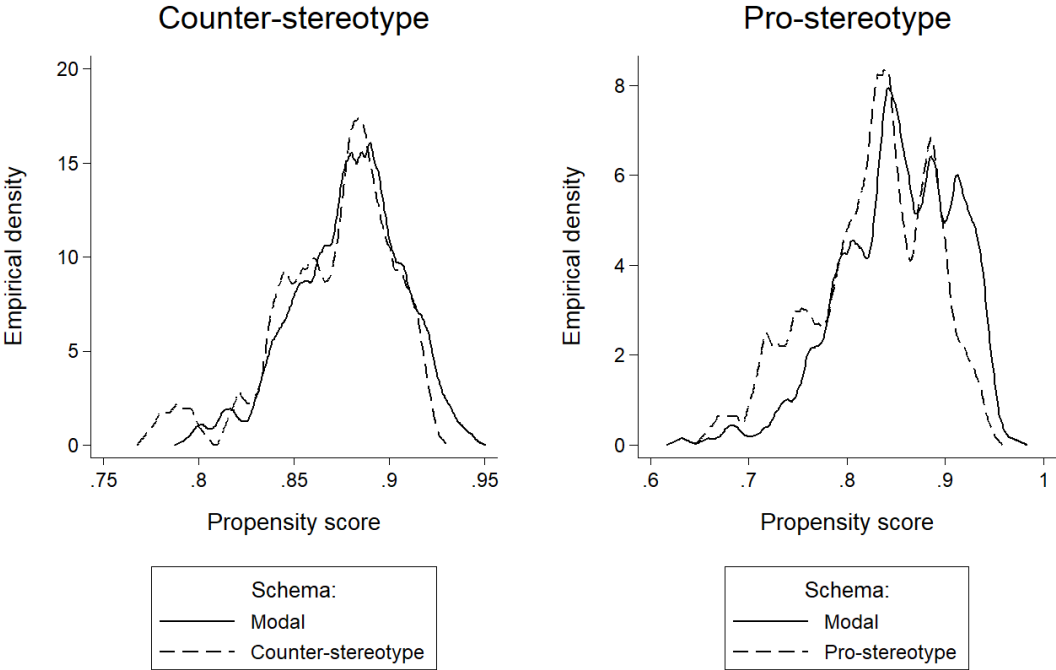 Counter-stereotype
Pro-stereotype
20
15
10
5
0
Empirical density
.75
.8
.85
.9
.95
Propensity score
8
6
4
2
0
Empirical density
.6
.7
.8
.9
1
Propensity score
Schema:
Modal
Counter-stereotype
Schema:
Modal
Pro-stereotype